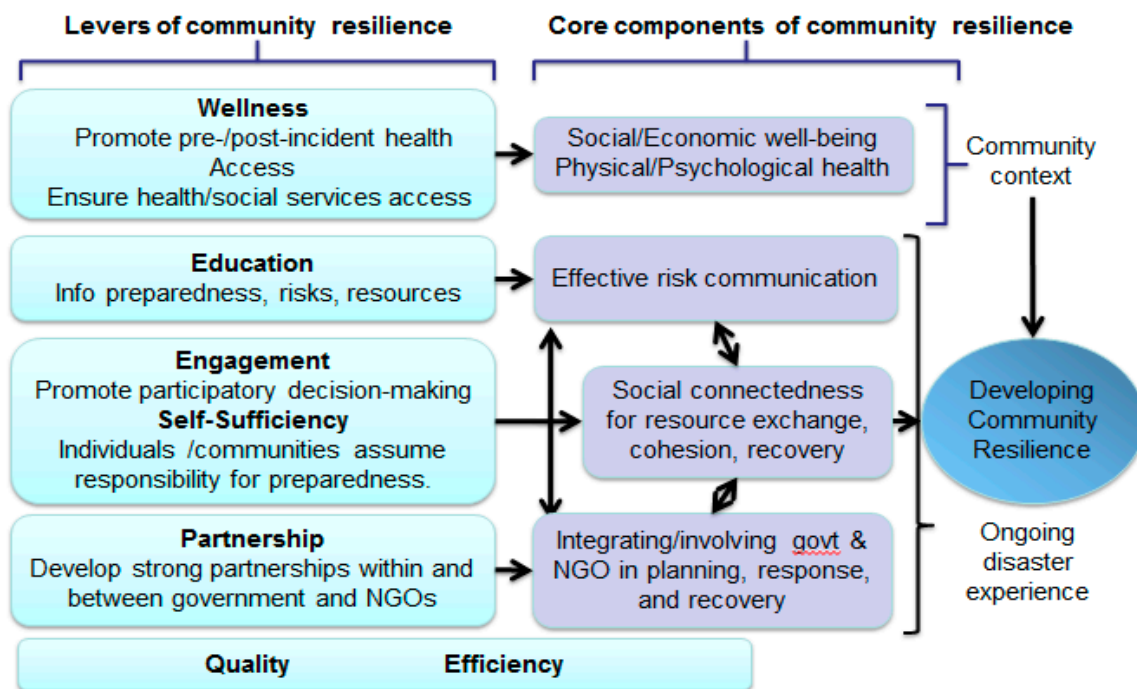 Levers of community resilience
Core components of community resilience
Wellness
Promote pre-/post-incident health
Access
Ensure health/social services access
Social/Economic well-being
Physical/Psychological health
Community
context
Education
Info preparedness, risks, resources
Effective risk communication
Engagement
Promote participatory decision-making
Self-Sufficiency
Individuals /communities assume
responsibility for preparedness.
Social connectedness
for resource exchange,
cohesion, recovery
Developing
Community
Resilience
Partnership
Develop strong partnerships within and
between government and NGOs
Integrating/involving govt &
NGO in planning, response,
and recovery
Ongoing
disaster
experience
Quality Efficiency